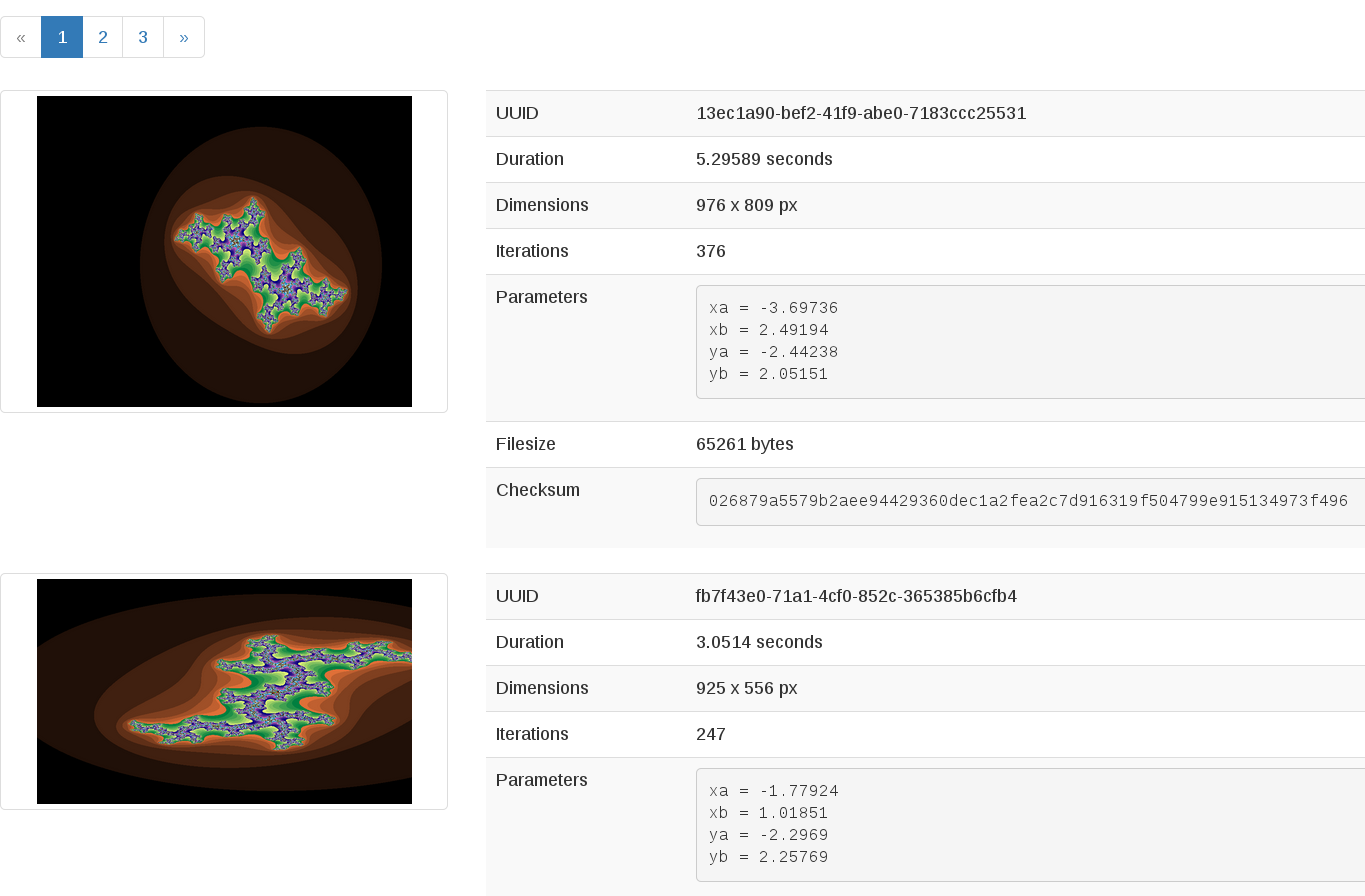 « 1 2 3 »
UUID 13ec1a90-bef2-41f9-abe0-7183ccc25531
Duration 5.29589 seconds
Dimensions 976 x 809 px
Iterations 376
Parameters
xa = -3.69736
xb = 2.49194
ya = -2.44238
yb = 2.05151
Filesize 65261 bytes
Checksum 026879a5579b2aee94429360dec1a2fea2c7d916319f504799e915134973f496
UUID fb7f43e0-71a1-4cf0-852c-365385b6cfb4
Duration 3.0514 seconds
Dimensions 925 x 556 px
Iterations 247
Parameters
xa = -1.77924
xb = 1.01851
ya = -2.2969
yb = 2.25769